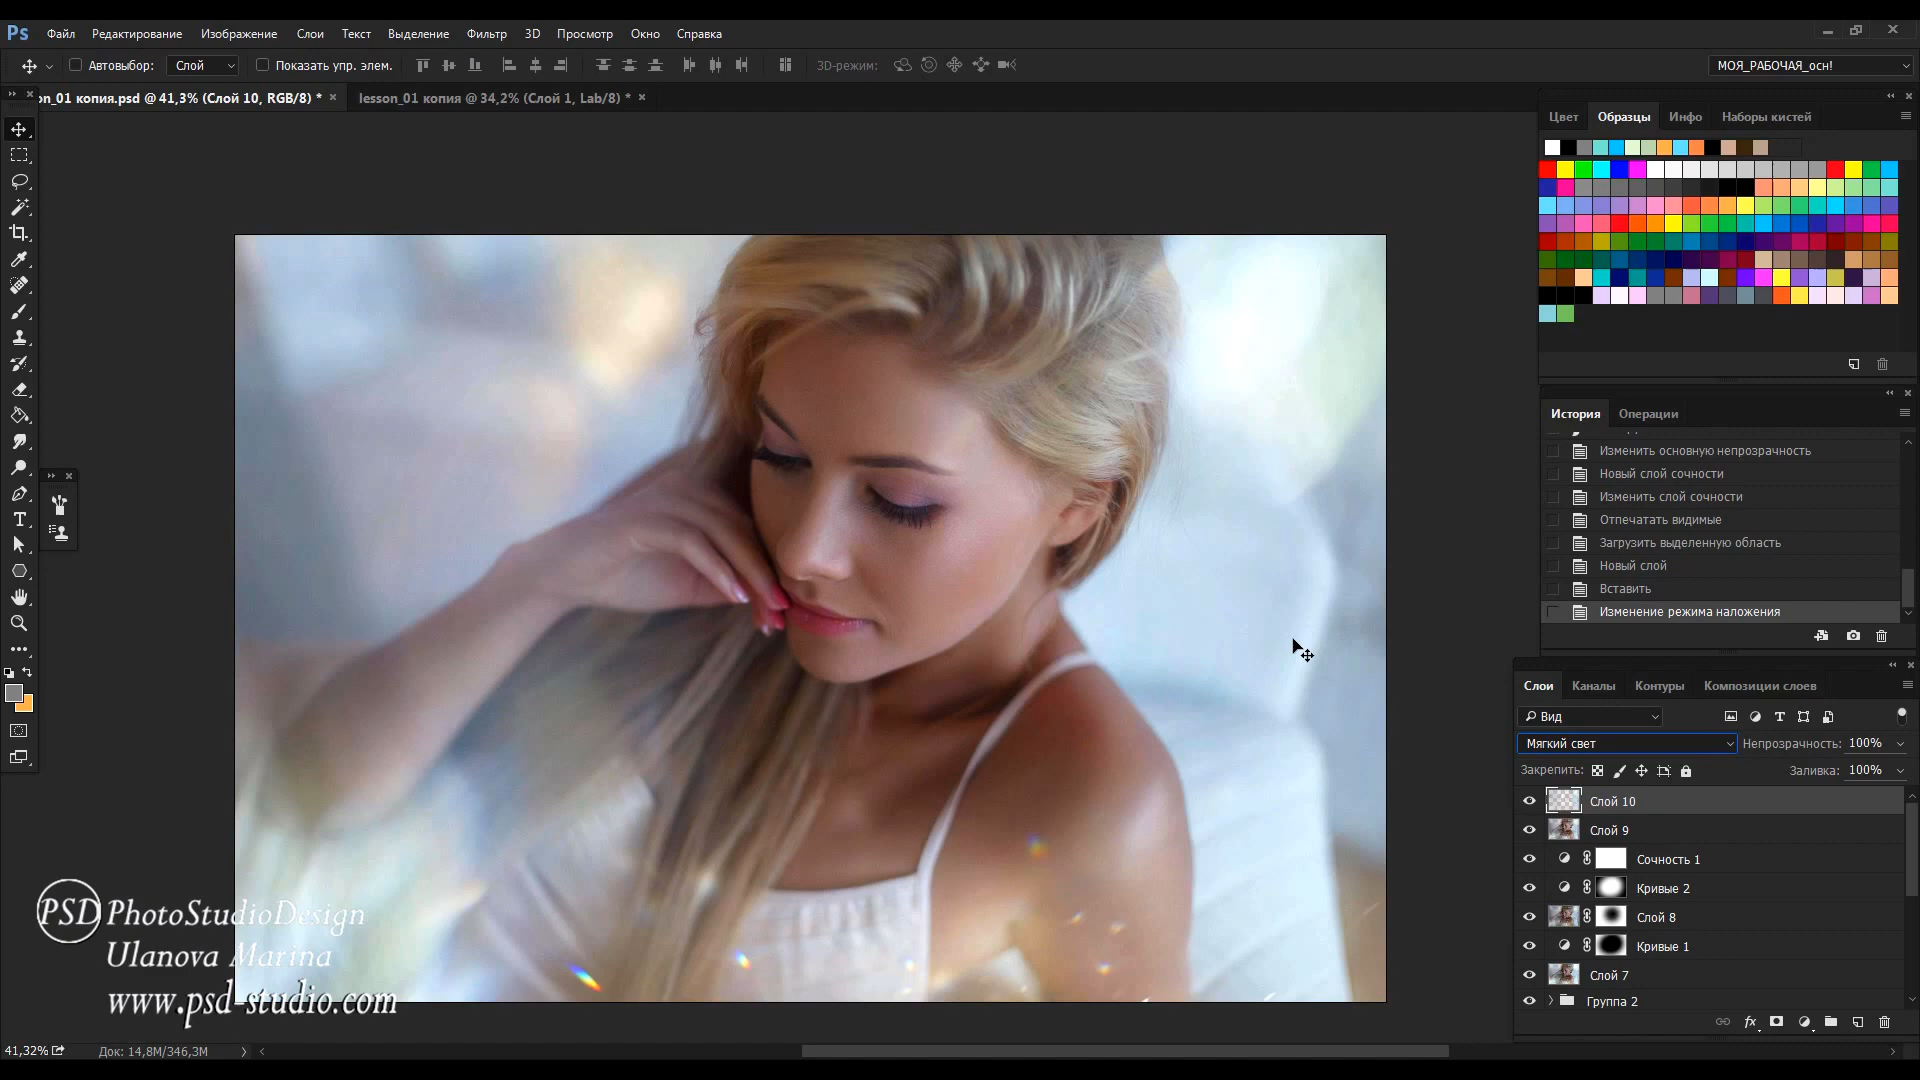 Ps Файл Редактирование Изображение Слои Текст Выделение Фильтр 3D Просмотр Окно Справка
Автовыбор: Слой Показать упр. элем. 3D-режим: МОЯ_РАБОЧАЯ_осн!
on_01 копия.psd @ 41,3% (Слой 10, RGB/8) * × lesson_01 копия @ 34,2% (Слой 1, Lab/8) * ×
Цвет Образцы Инфо Наборы кистей
История Операции
Изменить основную непрозрачность
Новый слой сочности
Изменить слой сочности
Отпечатать видимые
Загрузить выделенную область
Новый слой
Вставить
Изменение режима наложения
Слои Каналы Контуры Композиции слоев
Вид
Мягкий свет Непрозрачность: 100%
Закрепить: Заливка: 100%
Слой 10
Слой 9
Сочность 1
Кривые 2
Слой 8
Кривые 1
Слой 7
Группа 2
fx
PSD PhotoStudioDesign
Ulanova Marina
www.psd-studio.com
41,32% Док: 14,8M/346,3M